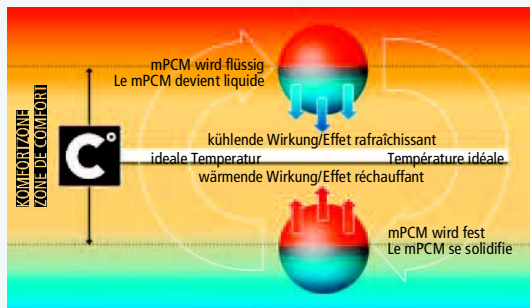 mPCM wird flüssig
Le mPCM devient liquide
KOMFORTZONE
ZONE DE COMFORT
C°
kühlende Wirkung/Effet rafraîchissant
ideale Temperatur
Température idéale
wärmende Wirkung/Effet réchauffant
mPCM wird fest
Le mPCM se solidifie